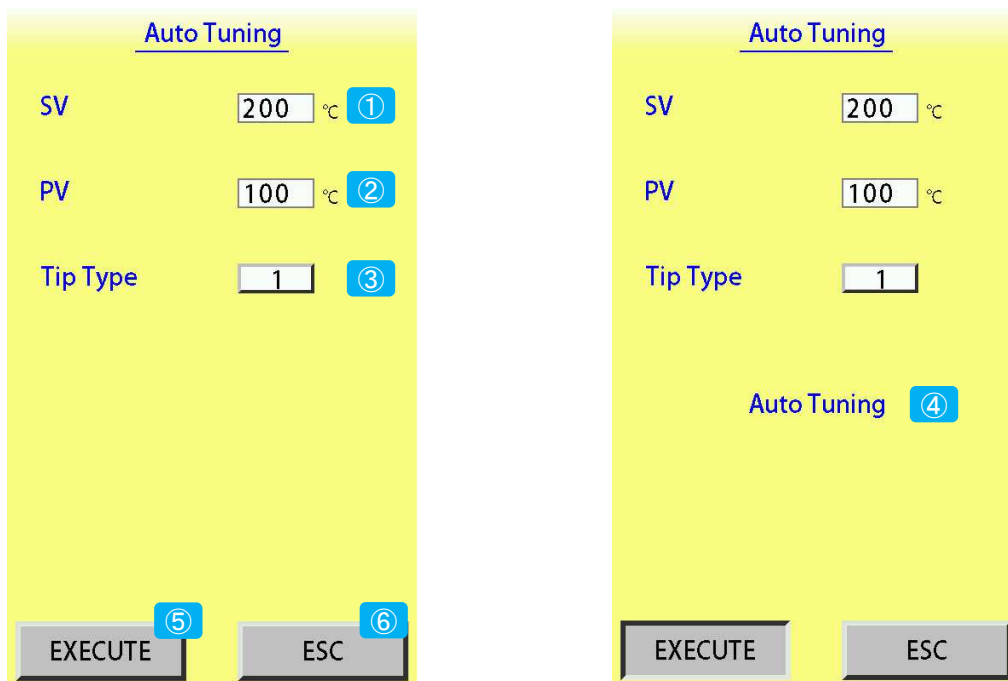 Auto Tuning
SV 200 ℃ ①
PV 100 ℃ ②
Tip Type 1 ③
EXECUTE ⑤ ESC ⑥
Auto Tuning
SV 200 ℃
PV 100 ℃
Tip Type 1
Auto Tuning ④
EXECUTE ESC